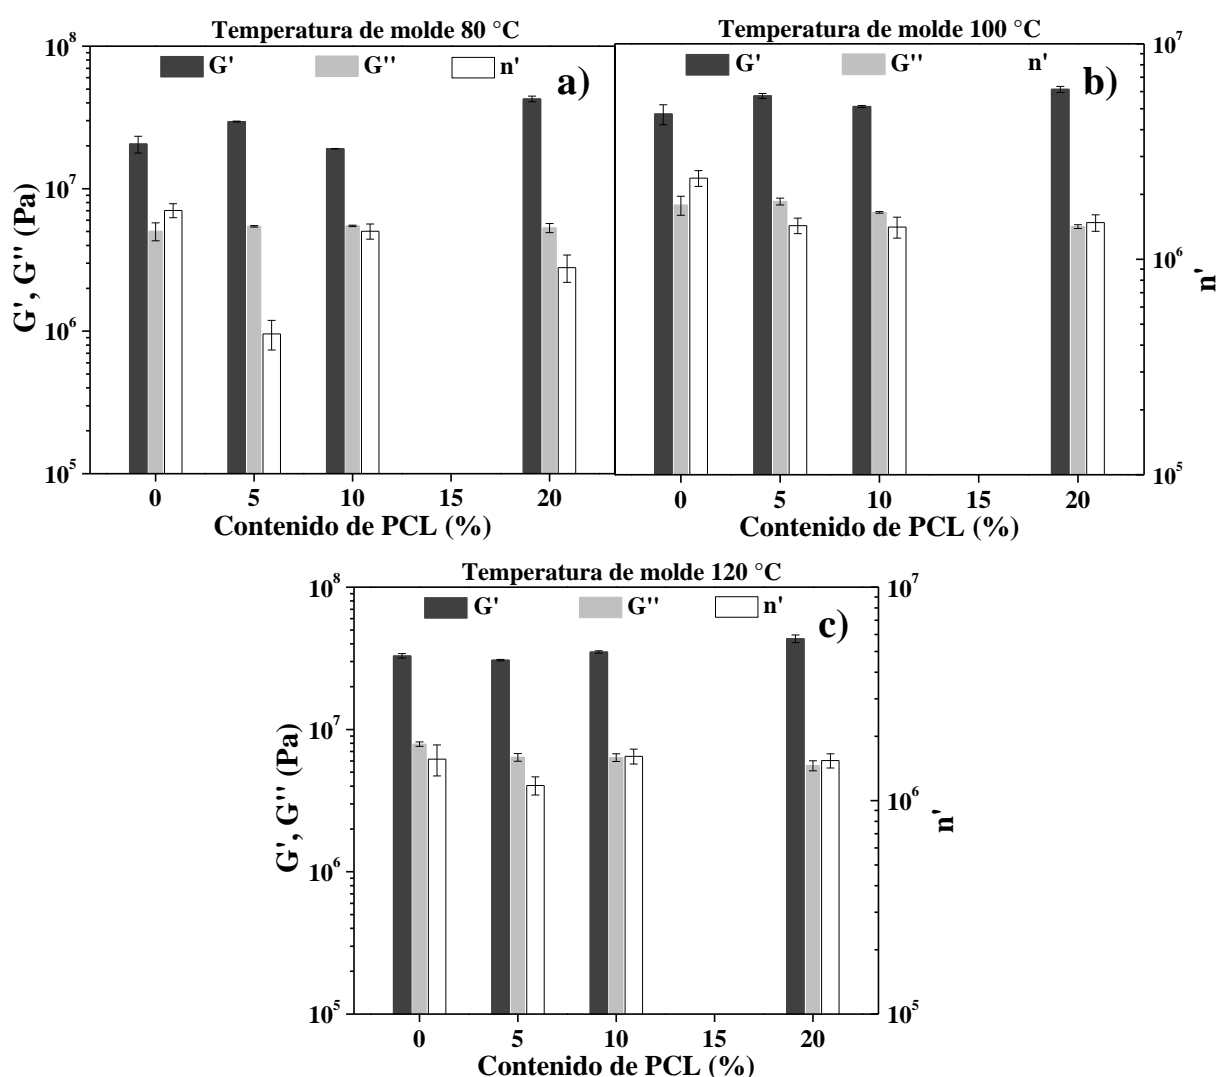 Temperatura de molde 80 °C
G' G'' n' a)
10⁸
10⁷
10⁶
10⁵
G', G'' (Pa)
0 5 10 15 20
Contenido de PCL (%)
Temperatura de molde 100 °C
G' G'' n' b)
10⁷
10⁶
10⁵
n'
0 5 10 15 20
Contenido de PCL (%)
Temperatura de molde 120 °C
G' G'' n' c)
10⁸
10⁷
10⁶
10⁵
G', G'' (Pa)
10⁷
10⁶
10⁵
n'
0 5 10 15 20
Contenido de PCL (%)